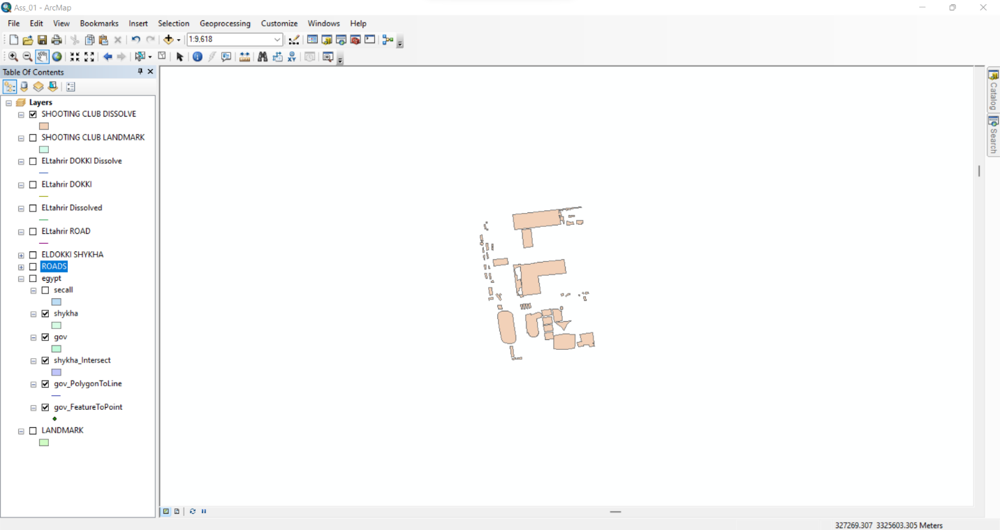 Ass_01 - ArcMap
File Edit View Bookmarks Insert Selection Geoprocessing Customize Windows Help
1:9,618
XY
Table Of Contents
Layers
SHOOTING CLUB DISSOLVE
SHOOTING CLUB LANDMARK
ELtahrir DOKKI Dissolve
ELtahrir DOKKI
ELtahrir Dissolved
ELtahrir ROAD
ELDOKKI SHYKHA
ROADS
egypt
secall
shykha
gov
shykha_Intersect
gov_PolygonToLine
gov_FeatureToPoint
LANDMARK
Catalog
Search
327269.307 3325603.305 Meters